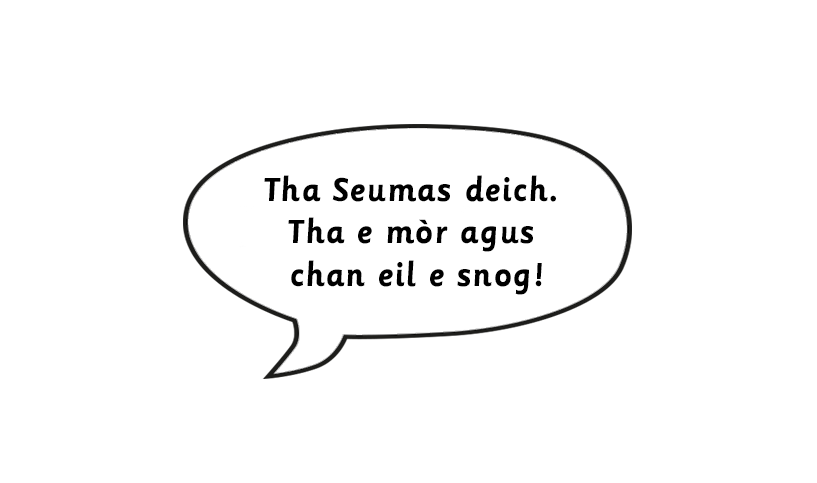 Tha Seumas deich.
Tha e mòr agus
chan eil e snog!